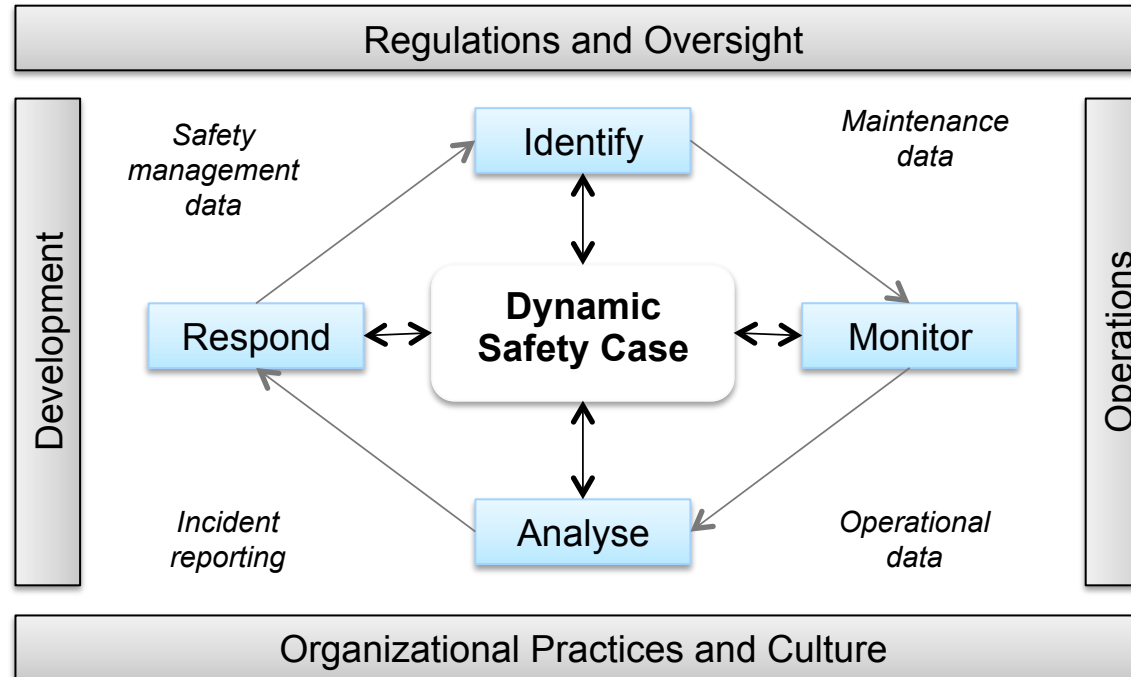 Regulations and Oversight
Safety
management
data
Identify
Maintenance
data
Development
Respond
Dynamic
Safety Case
Monitor
Operations
Incident
reporting
Analyse
Operational
data
Organizational Practices and Culture